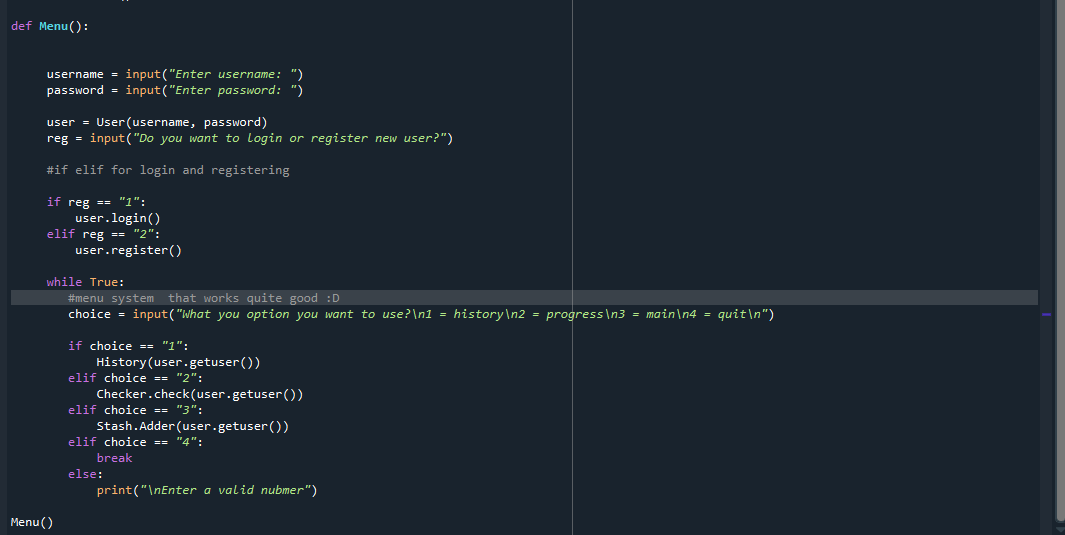 def Menu():
username = input("Enter username: ")
password = input("Enter password: ")
user = User(username, password)
reg = input("Do you want to login or register new user?")
#if elif for login and registering
if reg == "1":
user.login()
elif reg == "2":
user.register()
while True:
#menu system  that works quite good :D
choice = input("What you option you want to use?\n1 = history\n2 = progress\n3 = main\n4 = quit\n")
if choice == "1":
History(user.getuser())
elif choice == "2":
Checker.check(user.getuser())
elif choice == "3":
Stash.Adder(user.getuser())
elif choice == "4":
break
else:
print("\nEnter a valid nubmer")
Menu()